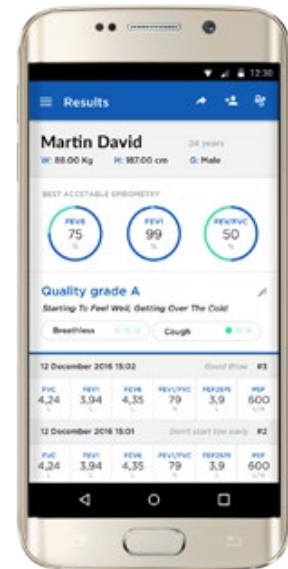 12:30
Results
Martin David 24 years
W: 88.00 Kg H: 187.00 cm G: Male
BEST ACCETABLE SPIROMETRY
FEV6 FEV1 FEV1/FVC
75 99 50
% % %
Quality grade A
Starting To Feel Well, Getting Over The Cold
Breathless Cough
12 December 2016 15:02 Good Blow #3
FVC FEV1 FEV6 FEV1/FVC FEF2575 PEF
4,24 3,94 4,35 79 3,9 600
L L L % L/m
12 December 2016 15:01 Don't start too early #2
FVC FEV1 FEV6 FEV1/FVC FEF2575 PEF
4,24 3,94 4,35 79 3,9 600